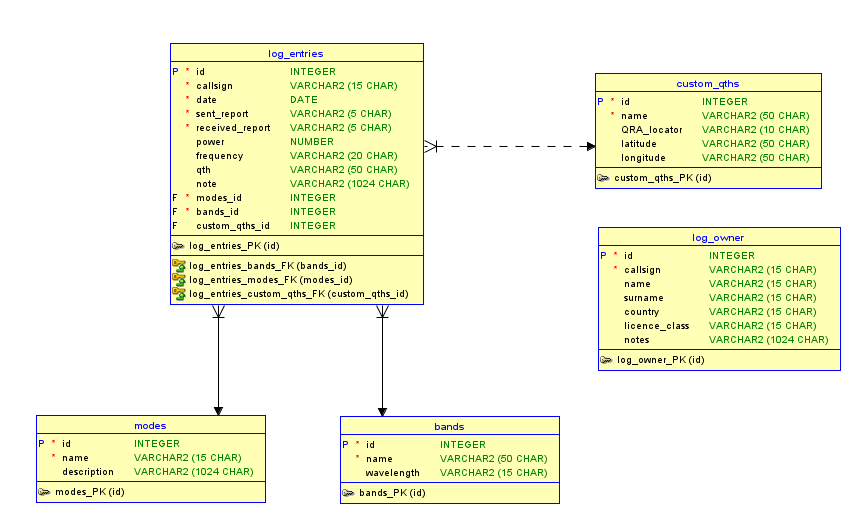 log_entries
P * id INTEGER
* callsign VARCHAR2 (15 CHAR)
* date DATE
* sent_report VARCHAR2 (5 CHAR)
* received_report VARCHAR2 (5 CHAR)
power NUMBER
frequency VARCHAR2 (20 CHAR)
qth VARCHAR2 (50 CHAR)
note VARCHAR2 (1024 CHAR)
F * modes_id INTEGER
F * bands_id INTEGER
F custom_qths_id INTEGER
log_entries_PK (id)
log_entries_bands_FK (bands_id)
log_entries_modes_FK (modes_id)
log_entries_custom_qths_FK (custom_qths_id)
custom_qths
P * id INTEGER
* name VARCHAR2 (50 CHAR)
QRA_locator VARCHAR2 (10 CHAR)
latitude VARCHAR2 (50 CHAR)
longitude VARCHAR2 (50 CHAR)
custom_qths_PK (id)
log_owner
P * id INTEGER
* callsign VARCHAR2 (15 CHAR)
name VARCHAR2 (15 CHAR)
surname VARCHAR2 (15 CHAR)
country VARCHAR2 (15 CHAR)
licence_class VARCHAR2 (15 CHAR)
notes VARCHAR2 (1024 CHAR)
log_owner_PK (id)
modes
P * id INTEGER
* name VARCHAR2 (15 CHAR)
description VARCHAR2 (1024 CHAR)
modes_PK (id)
bands
P * id INTEGER
* name VARCHAR2 (50 CHAR)
wavelength VARCHAR2 (15 CHAR)
bands_PK (id)